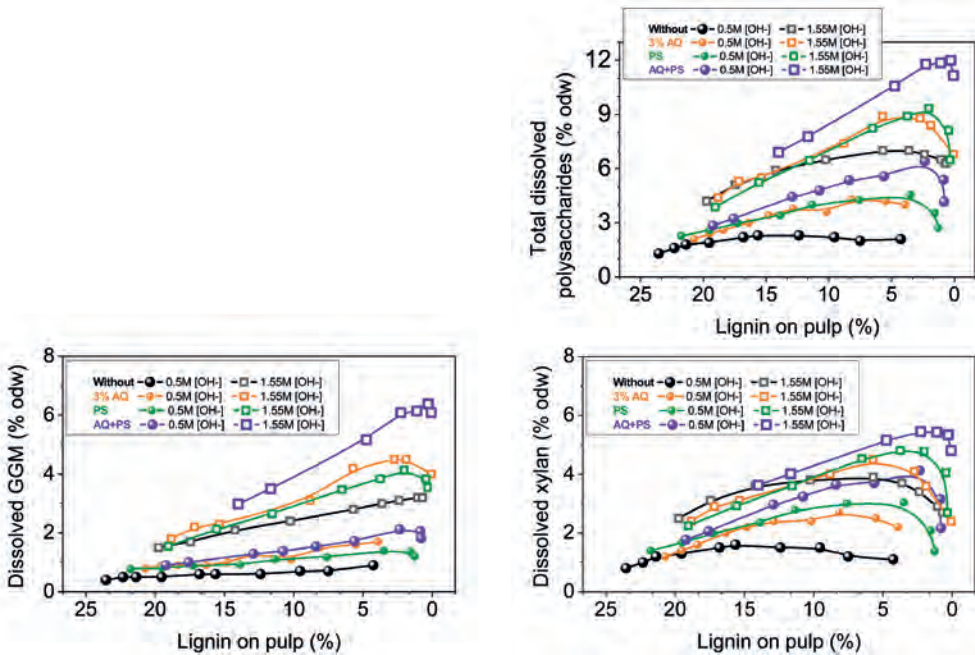 Without 0.5M [OH-] 1.55M [OH-]
3% AQ 0.5M [OH-] 1.55M [OH-]
PS 0.5M [OH-] 1.55M [OH-]
AQ+PS 0.5M [OH-] 1.55M [OH-]
12
9
6
3
0
25 20 15 10 5 0
Total dissolved
polysaccharides (% odw)
Lignin on pulp (%)
8
6
4
2
0
25 20 15 10 5 0
Without 0.5M [OH-] 1.55M [OH-]
3% AQ 0.5M [OH-] 1.55M [OH-]
PS 0.5M [OH-] 1.55M [OH-]
AQ+PS 0.5M [OH-] 1.55M [OH-]
Dissolved GGM (% odw)
Lignin on pulp (%)
8
6
4
2
0
25 20 15 10 5 0
Without 0.5M [OH-] 1.55M [OH-]
3% AQ 0.5M [OH-] 1.55M [OH-]
PS 0.5M [OH-] 1.55M [OH-]
AQ+PS 0.5M [OH-] 1.55M [OH-]
Dissolved xylan (% odw)
Lignin on pulp (%)